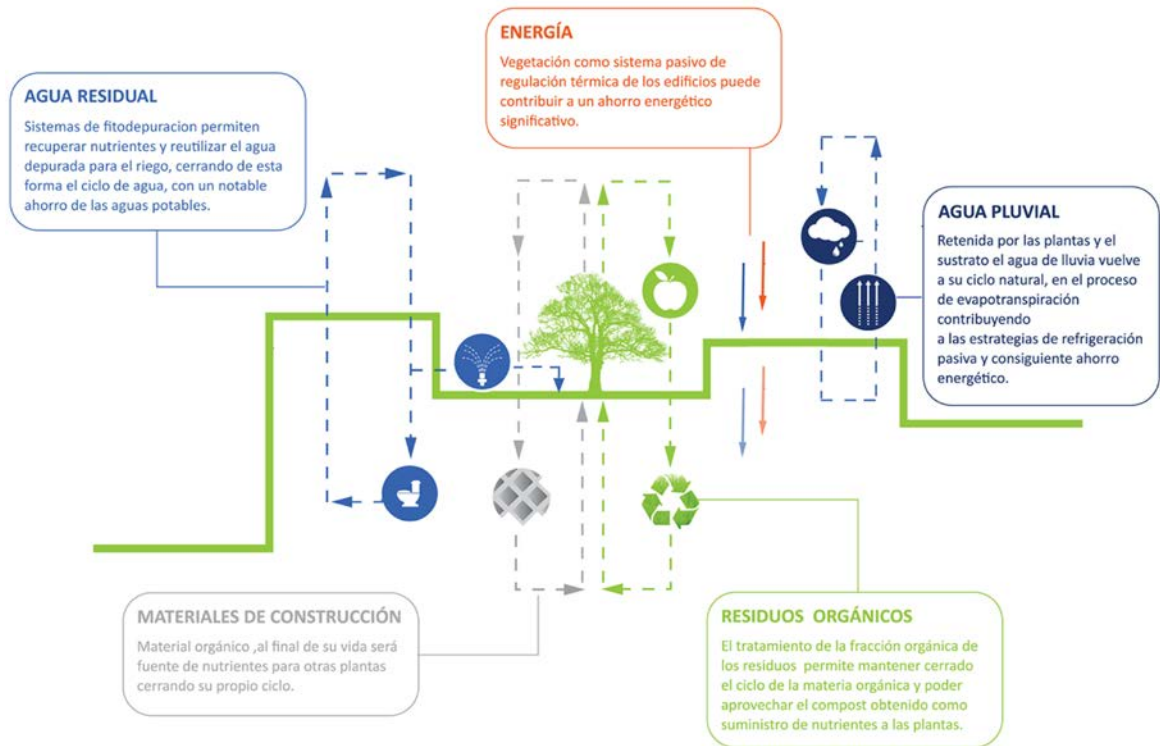 ENERGÍA
Vegetación como sistema pasivo de
regulación térmica de los edificios puede
contribuir a un ahorro energético
significativo.
AGUA RESIDUAL
Sistemas de fitodepuracion permiten
recuperar nutrientes y reutilizar el agua
depurada para el riego, cerrando de esta
forma el ciclo de agua, con un notable
ahorro de las aguas potables.
AGUA PLUVIAL
Retenida por las plantas y el
sustrato el agua de lluvia vuelve
a su ciclo natural, en el proceso
de evapotranspiración
contribuyendo
a las estrategias de refrigeración
pasiva y consiguiente ahorro
energético.
MATERIALES DE CONSTRUCCIÓN
Material orgánico ,al final de su vida será
fuente de nutrientes para otras plantas
cerrando su propio ciclo.
RESIDUOS ORGÁNICOS
El tratamiento de la fracción orgánica de
los residuos permite mantener cerrado
el ciclo de la materia orgánica y poder
aprovechar el compost obtenido como
suministro de nutrientes a las plantas.